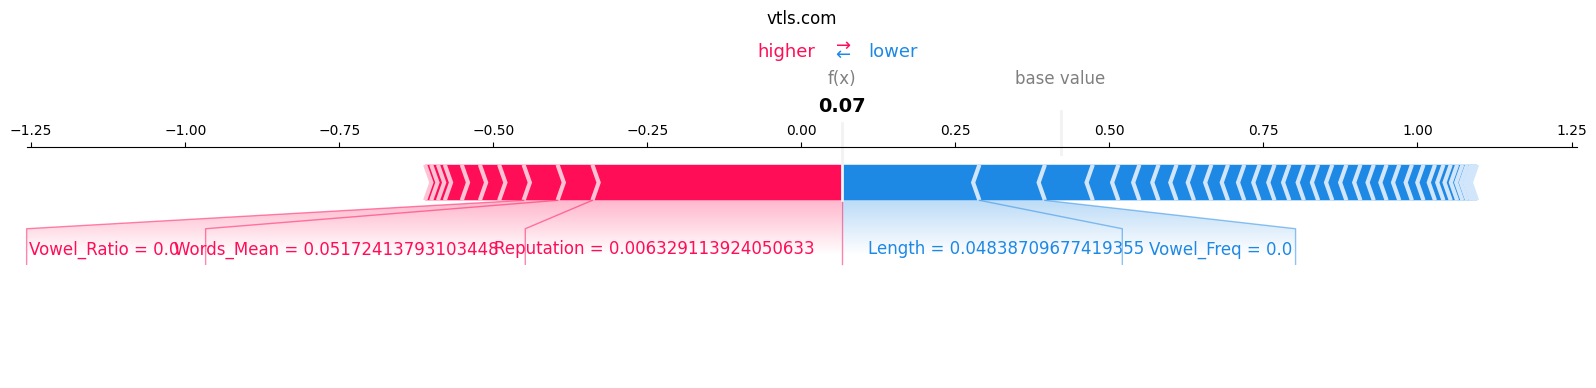 vtls.com
higher ⇄ lower
f(x) base value
0.07
−1.25 −1.00 −0.75 −0.50 −0.25 0.00 0.25 0.50 0.75 1.00 1.25
Vowel_Ratio = 0.0 Words_Mean = 0.05172413793103448 Reputation = 0.006329113924050633 Length = 0.04838709677419355 Vowel_Freq = 0.0